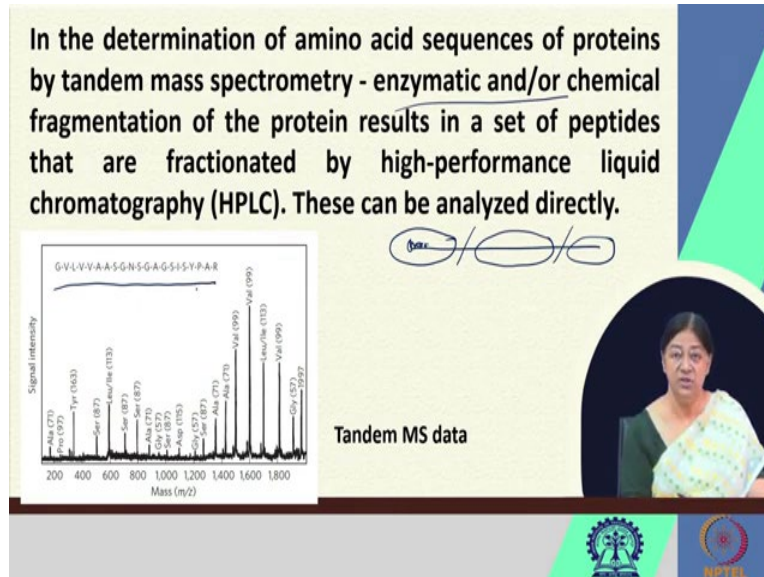 In the determination of amino acid sequences of proteins
by tandem mass spectrometry - enzymatic and/or chemical
fragmentation of the protein results in a set of peptides
that are fractionated by high-performance liquid
chromatography (HPLC). These can be analyzed directly.
G-V-L-V-V-A-A-S-G-N-S-G-A-G-S-I-S-Y-P-A-R
Signal intensity
Ala (71)
Pro (97)
Tyr (163)
Ser (87)
Leu/Ile (113)
Ser (87)
Ser (87)
Ala (71)
Gly (57)
Ser (87)
Asp (115)
Gly (57)
Ser (87)
Ala (71)
Ala (71)
Val (99)
Val (99)
Leu/Ile (113)
Val (99)
Gly (57)
1997
200 400 600 800 1,000 1,200 1,400 1,600 1,800
Mass (m/z)
Tandem MS data
NPTEL